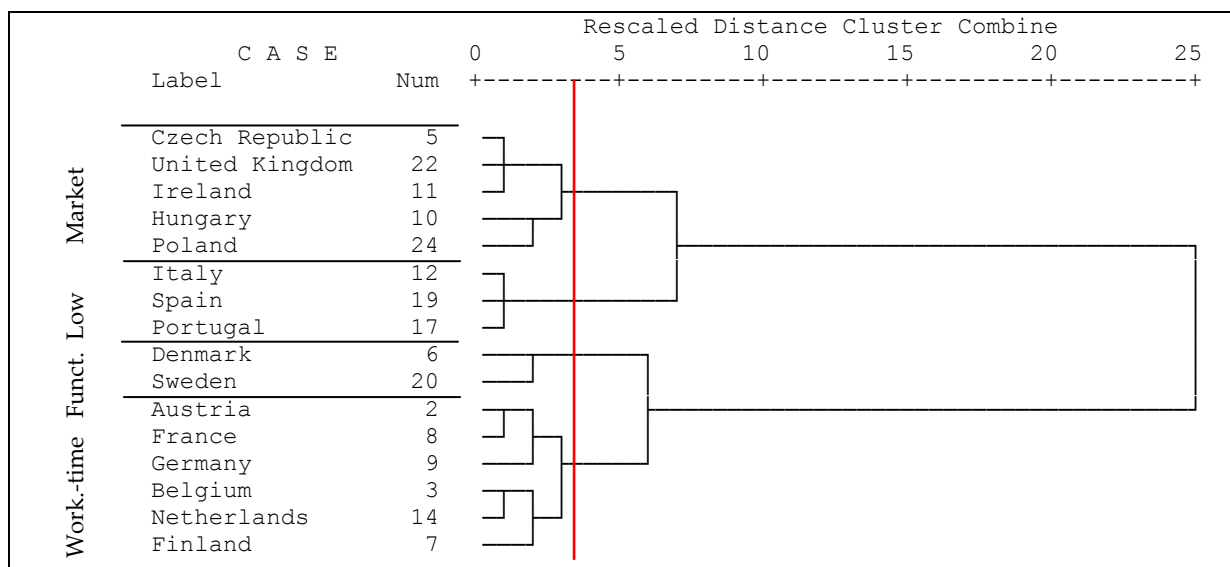 Rescaled Distance Cluster Combine
C A S E 0 5 10 15 20 25
Label Num +---------+---------+---------+---------+---------+
Market
Czech Republic 5
United Kingdom 22
Ireland 11
Hungary 10
Poland 24
Low
Italy 12
Spain 19
Portugal 17
Funct.
Denmark 6
Sweden 20
Work.-time
Austria 2
France 8
Germany 9
Belgium 3
Netherlands 14
Finland 7